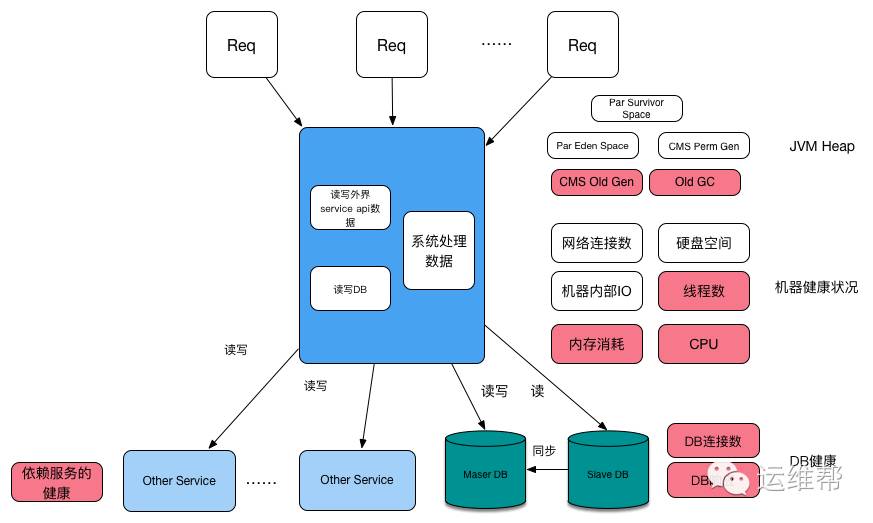 Req
Req
......
Req
Par Survivor
Space
Par Eden Space
CMS Perm Gen
JVM Heap
CMS Old Gen
Old GC
读写外界
service api数
据
系统处理
数据
读写DB
网络连接数
硬盘空间
机器内部IO
线程数
机器健康状况
内存消耗
CPU
读写
读写
读写
读
依赖服务的
健康
Other Service
......
Other Service
Maser DB
同步
Slave DB
DB连接数
DB健康
DB
运维帮